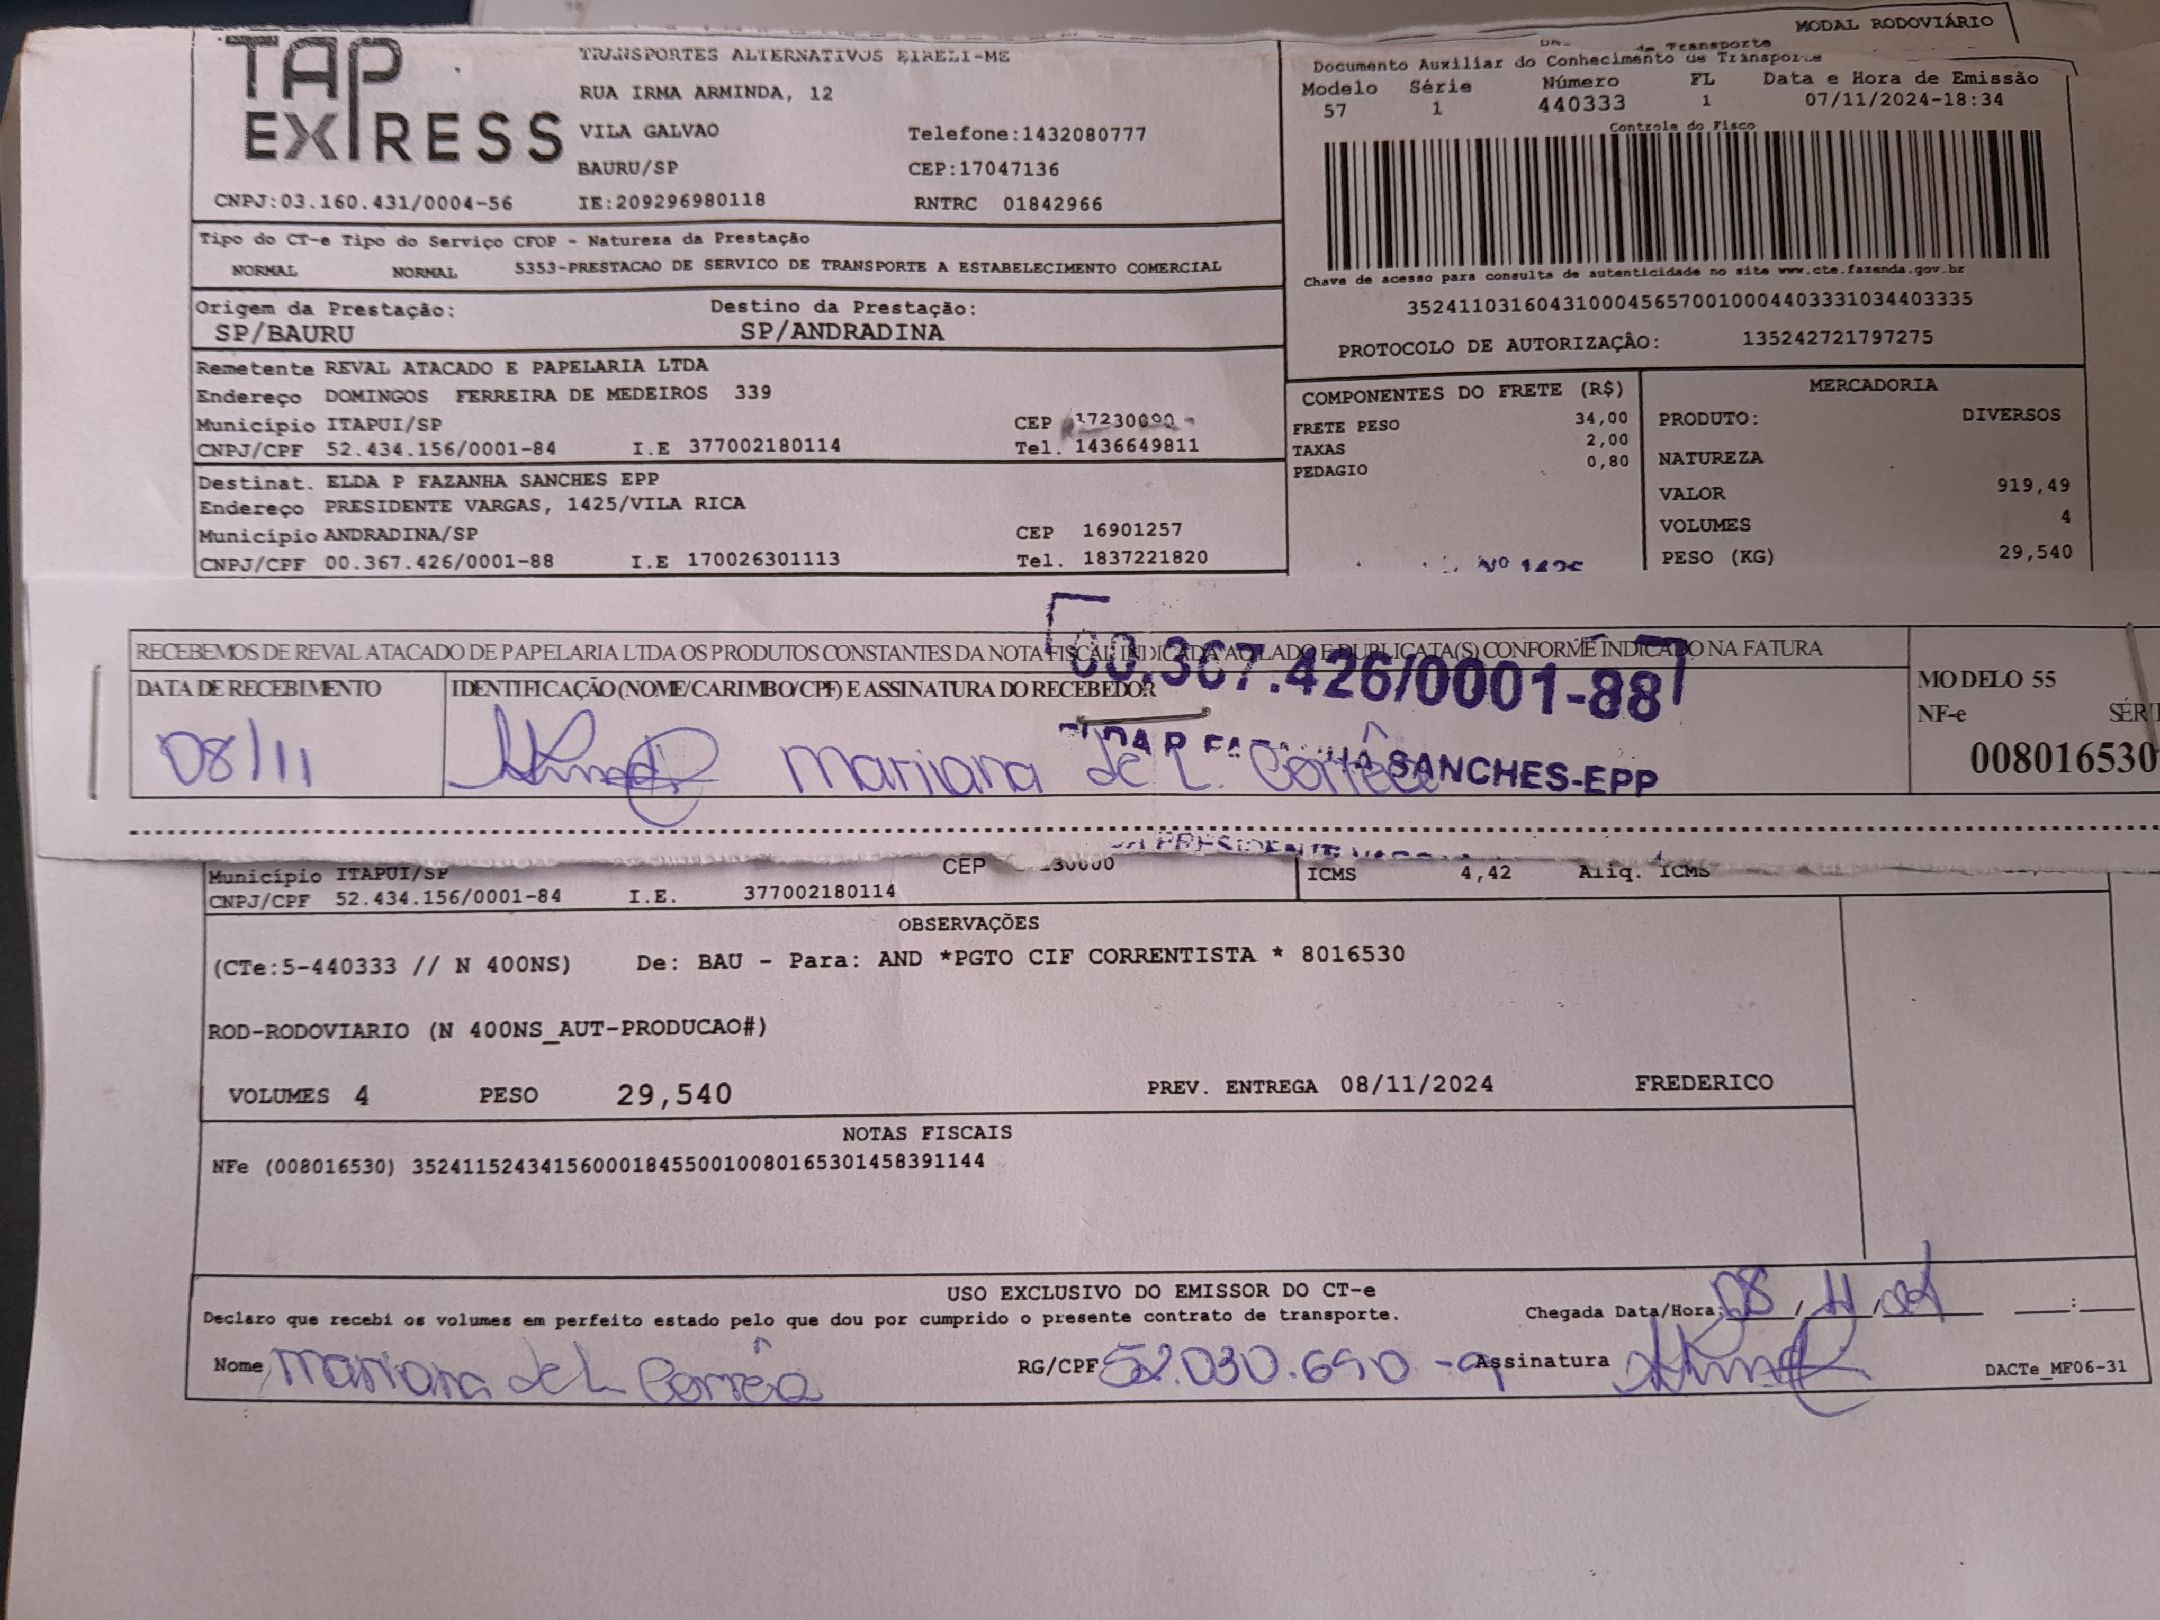 MODAL RODOVIÁRIO
TAP EXPRESS
TRANSPORTES ALTERNATIVOS EIRELI-ME
RUA IRMA ARMINDA, 12
VILA GALVAO Telefone:1432080777
BAURU/SP CEP:17047136
CNPJ:03.160.431/0004-56 IE:209296980118 RNTRC 01842966
de Transporte
Documento Auxiliar do Conhecimento de Transporte
Modelo Série Número FL Data e Hora de Emissão
57 1 440333 1 07/11/2024-18:34
Controle do Fisco
Chave de acesso para consulta de autenticidade no site www.cte.fazenda.gov.br
35241103160431000456570010004403331034403335
PROTOCOLO DE AUTORIZAÇÂO: 135242721797275
Tipo do CT-e Tipo do Serviço CFOP - Natureza da Prestação
NORMAL NORMAL 5353-PRESTACAO DE SERVICO DE TRANSPORTE A ESTABELECIMENTO COMERCIAL
Origem da Prestação: Destino da Prestação:
SP/BAURU SP/ANDRADINA
Remetente REVAL ATACADO E PAPELARIA LTDA
Endereço DOMINGOS FERREIRA DE MEDEIROS 339
Município ITAPUI/SP CEP 17230000
CNPJ/CPF 52.434.156/0001-84 I.E 377002180114 Tel. 1436649811
Destinat. ELDA P FAZANHA SANCHES EPP
Endereço PRESIDENTE VARGAS, 1425/VILA RICA
Município ANDRADINA/SP CEP 16901257
CNPJ/CPF 00.367.426/0001-88 I.E 170026301113 Tel. 1837221820
COMPONENTES DO FRETE (R$)
FRETE PESO 34,00
TAXAS 2,00
PEDAGIO 0,80
MERCADORIA
PRODUTO: DIVERSOS
NATUREZA
VALOR 919,49
VOLUMES 4
PESO (KG) 29,540
Nº 1425
RECEBEMOS DE REVAL ATACADO DE PAPELARIA LTDA OS PRODUTOS CONSTANTES DA NOTA FISCAL INDICADA AO LADO E DUPLICATA(S) CONFORME INDICADO NA FATURA
DATA DE RECEBIMENTO IDENTIFICAÇÃO (NOME/CARIMBO/CPF) E ASSINATURA DO RECEBEDOR
00.367.426/0001-88
08/11 Mariana de L. Corrêa
SANCHES-EPP
MODELO 55
NF-e
008016530
PRESIDENTE
Município ITAPUI/SP CEP
CNPJ/CPF 52.434.156/0001-84 I.E. 377002180114
ICMS 4,42 Aliq. ICMS
OBSERVAÇÕES
(CTe:5-440333 // N 400NS) De: BAU - Para: AND *PGTO CIF CORRENTISTA * 8016530
ROD-RODOVIARIO (N 400NS_AUT-PRODUCAO#)
VOLUMES 4 PESO 29,540 PREV. ENTREGA 08/11/2024 FREDERICO
NOTAS FISCAIS
NFe (008016530) 35241152434156000184550010080165301458391144
USO EXCLUSIVO DO EMISSOR DO CT-e
Declaro que recebi os volumes em perfeito estado pelo que dou por cumprido o presente contrato de transporte. Chegada Data/Hora: 08/11/
Nome Mariana de L Corrêa RG/CPF 52.030.690-9 Assinatura DACTe_MF06-31